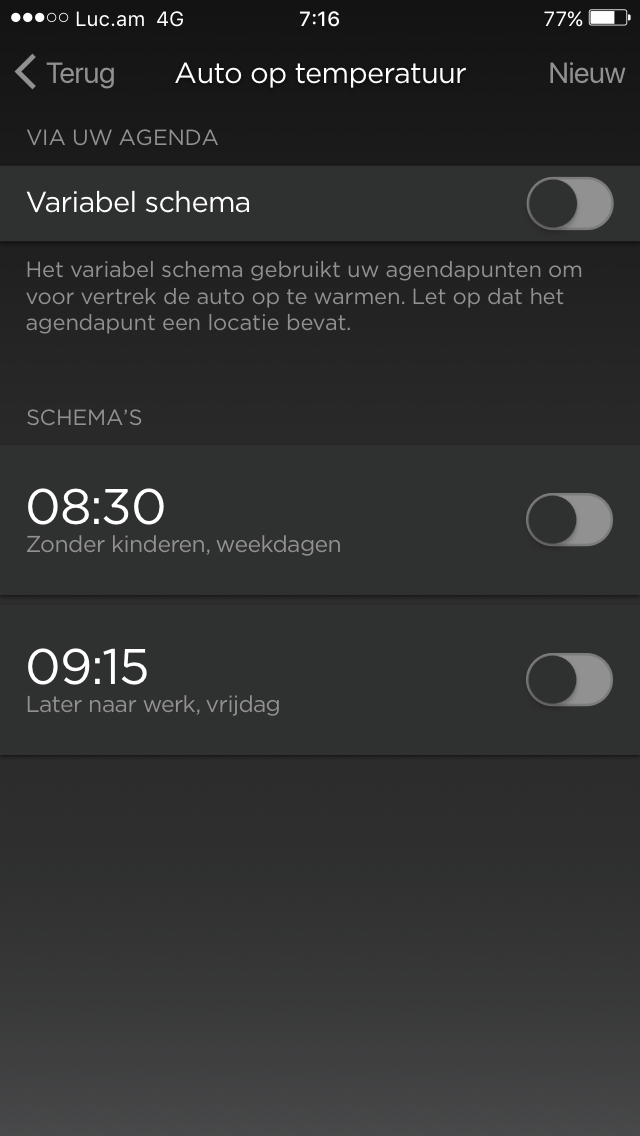 Luc.am 4G 7:16 77%
Terug Auto op temperatuur Nieuw
VIA UW AGENDA
Variabel schema
Het variabel schema gebruikt uw agendapunten om
voor vertrek de auto op te warmen. Let op dat het
agendapunt een locatie bevat.
SCHEMA'S
08:30
Zonder kinderen, weekdagen
09:15
Later naar werk, vrijdag